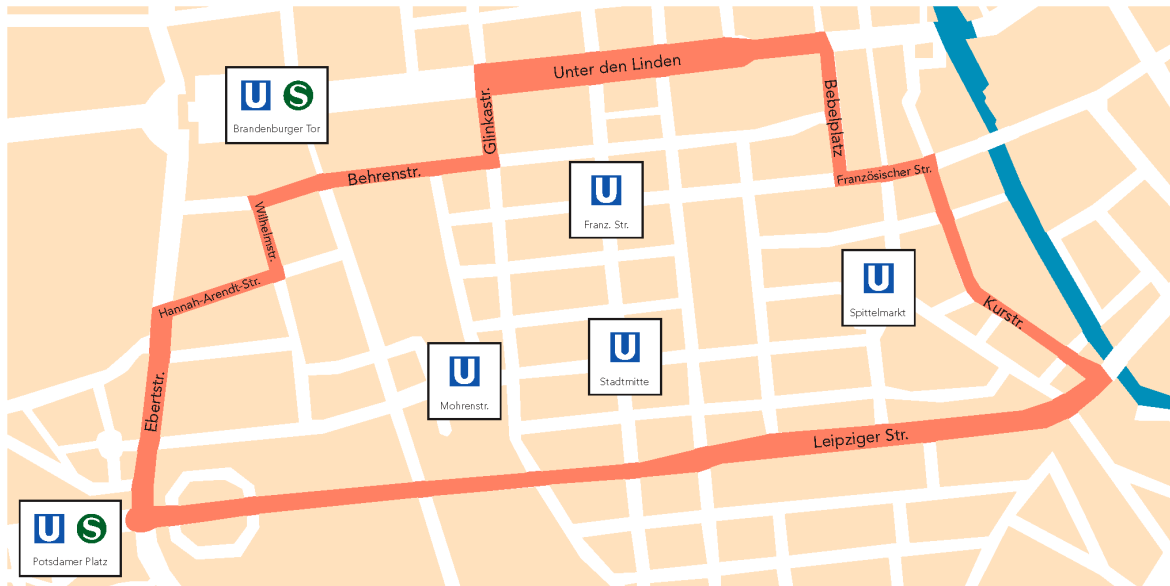 Unter den Linden
U S
Brandenburger Tor
Glinkastr.
Bebelplatz
Behrenstr.
Französischer Str.
U
Franz. Str.
Wilhelmstr.
Hannah-Arendt-Str.
U
Spittelmarkt
Kurstr.
U
Stadtmitte
U
Mohrenstr.
Ebertstr.
Leipziger Str.
U S
Potsdamer Platz